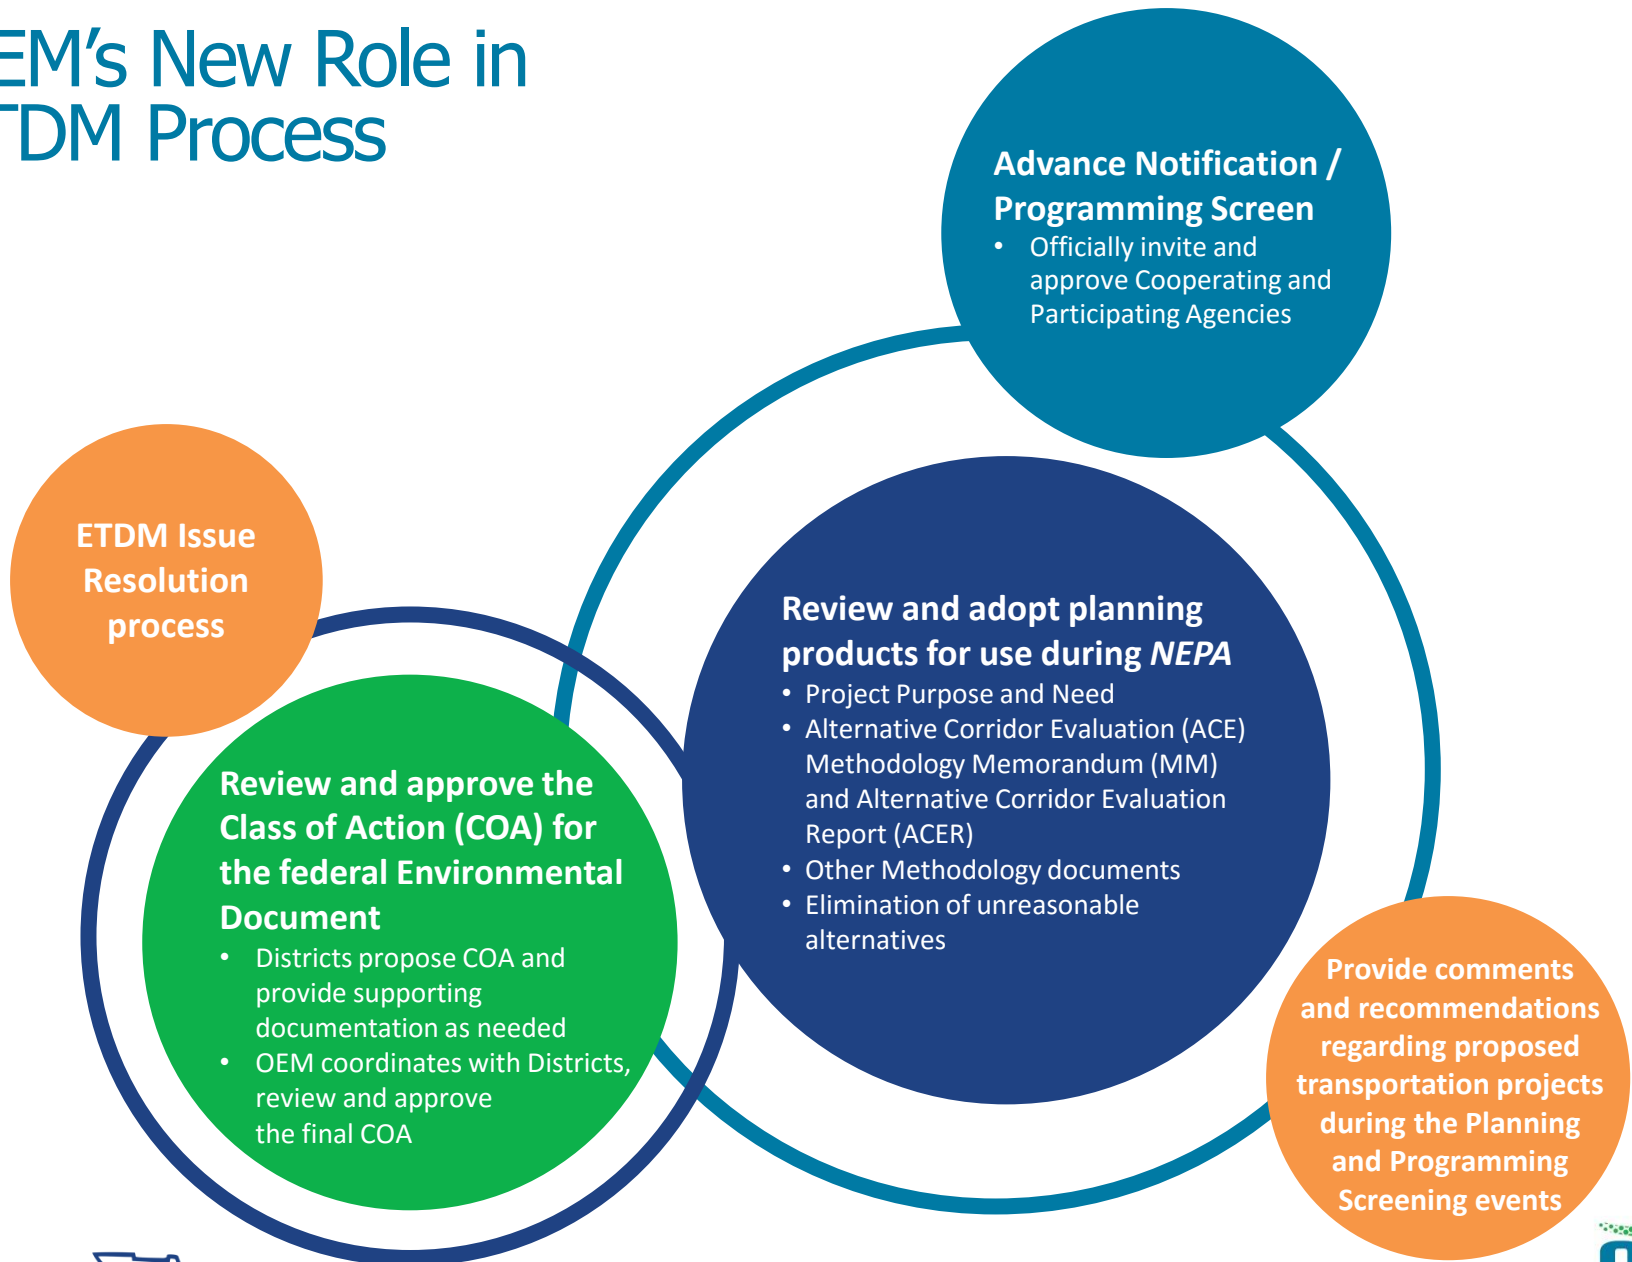 EM's New Role in
TDM Process
Advance Notification /
Programming Screen
• Officially invite and
approve Cooperating and
Participating Agencies
ETDM Issue
Resolution
process
Review and adopt planning
products for use during NEPA
• Project Purpose and Need
• Alternative Corridor Evaluation (ACE)
Methodology Memorandum (MM)
and Alternative Corridor Evaluation
Report (ACER)
• Other Methodology documents
• Elimination of unreasonable
alternatives
Review and approve the
Class of Action (COA) for
the federal Environmental
Document
• Districts propose COA and
provide supporting
documentation as needed
• OEM coordinates with Districts,
review and approve
the final COA
Provide comments
and recommendations
regarding proposed
transportation projects
during the Planning
and Programming
Screening events